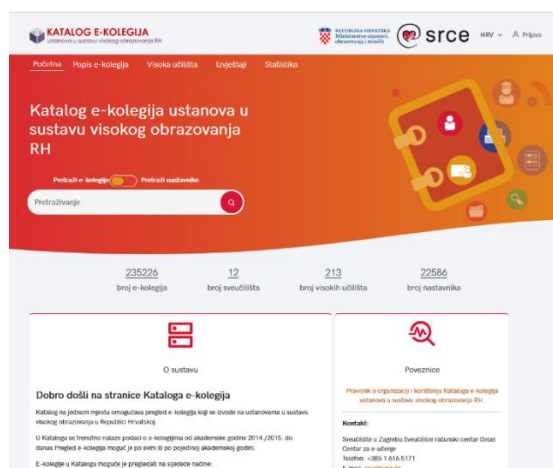 KATALOG E-KOLEGIJA
ustanova u sustavu visokog obrazovanja RH
REPUBLIKA HRVATSKA
Ministarstvo znanosti,
obrazovanja i mladih
srce
HRV
Prijava
Početna Popis e-kolegija Visoka učilišta Izvještaji Statistika
Katalog e-kolegija ustanova u
sustavu visokog obrazovanja
RH
Pretraži e-kolegije Pretraži nastavnike
Pretraživanje
235226 12 213 22586
broj e-kolegija broj sveučilišta broj visokih učilišta broj nastavnika
O sustavu
Dobro došli na stranice Kataloga e-kolegija
Katalog na jednom mjestu omogućava pregled e-kolegija koji se izvode na ustanovama u sustavu
visokog obrazovanja u Republici Hrvatskoj.
U Katalogu se trenutno nalaze podaci o e-kolegijima od akademske godine 2014./2015. do
danas. Pregled e-kolegija moguć je po svim ili po pojedinoj akademskoj godini.
E-kolegije u Katalogu moguće je pregledati na sljedeće načine:
Poveznice
Pravilnik o organizaciji i korištenju Kataloga e-kolegija
ustanova u sustavu visokog obrazovanja RH.
Kontakt:
Sveučilište u Zagrebu Sveučilišni računski centar (Srce)
Centar za e-učenje
Telefon: +385 1 616 5171